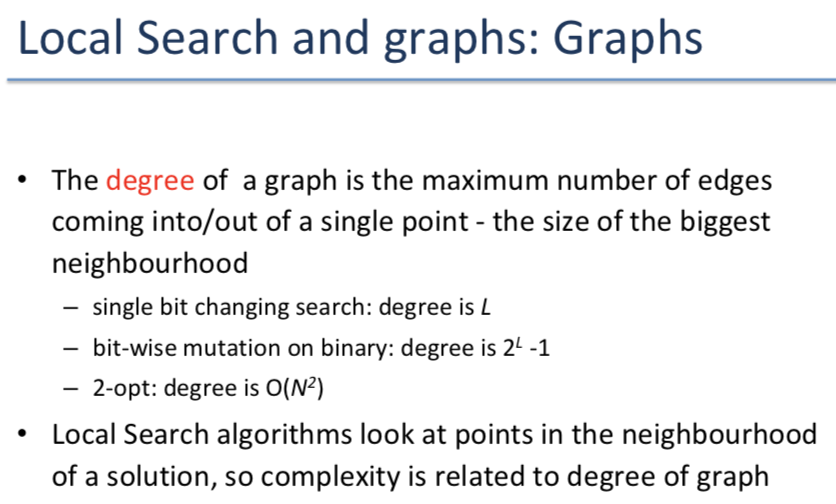 Local Search and graphs: Graphs
• The degree of a graph is the maximum number of edges
coming into/out of a single point - the size of the biggest
neighbourhood
– single bit changing search: degree is L
– bit-wise mutation on binary: degree is 2ᴸ -1
– 2-opt: degree is O(N²)
• Local Search algorithms look at points in the neighbourhood
of a solution, so complexity is related to degree of graph